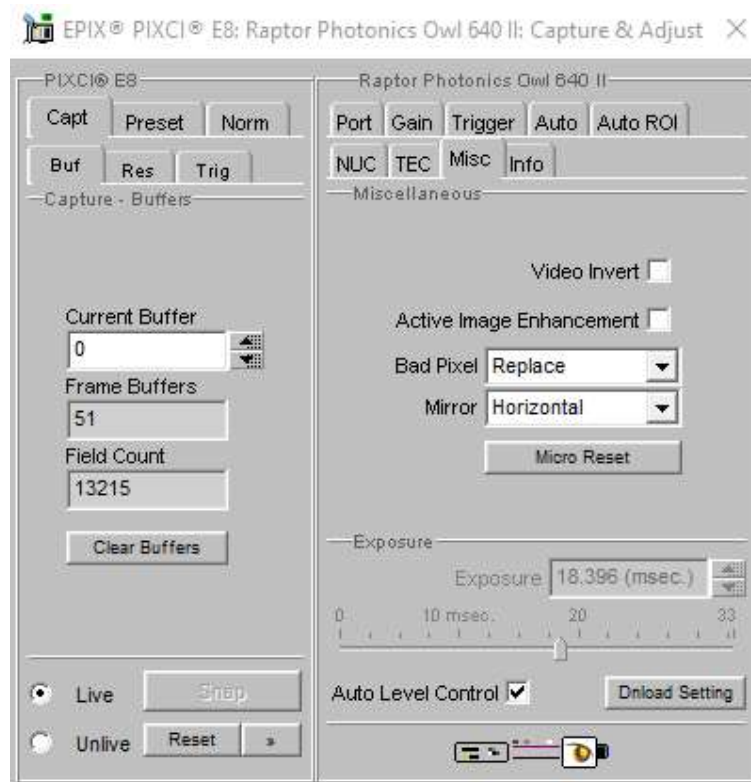 EPIX® PIXCI® E8: Raptor Photonics Owl 640 II: Capture & Adjust
PIXCI® E8
Capt Preset Norm
Buf Res Trig
Capture - Buffers
Current Buffer
0
Frame Buffers
51
Field Count
13215
Clear Buffers
Live Snap
Unlive Reset »
Raptor Photonics Owl 640 II
Port Gain Trigger Auto Auto ROI
NUC TEC Misc Info
Miscellaneous
Video Invert
Active Image Enhancement
Bad Pixel Replace
Mirror Horizontal
Micro Reset
Exposure
Exposure 18.396 (msec.)
0 10 msec. 20 33
Auto Level Control Dnload Setting